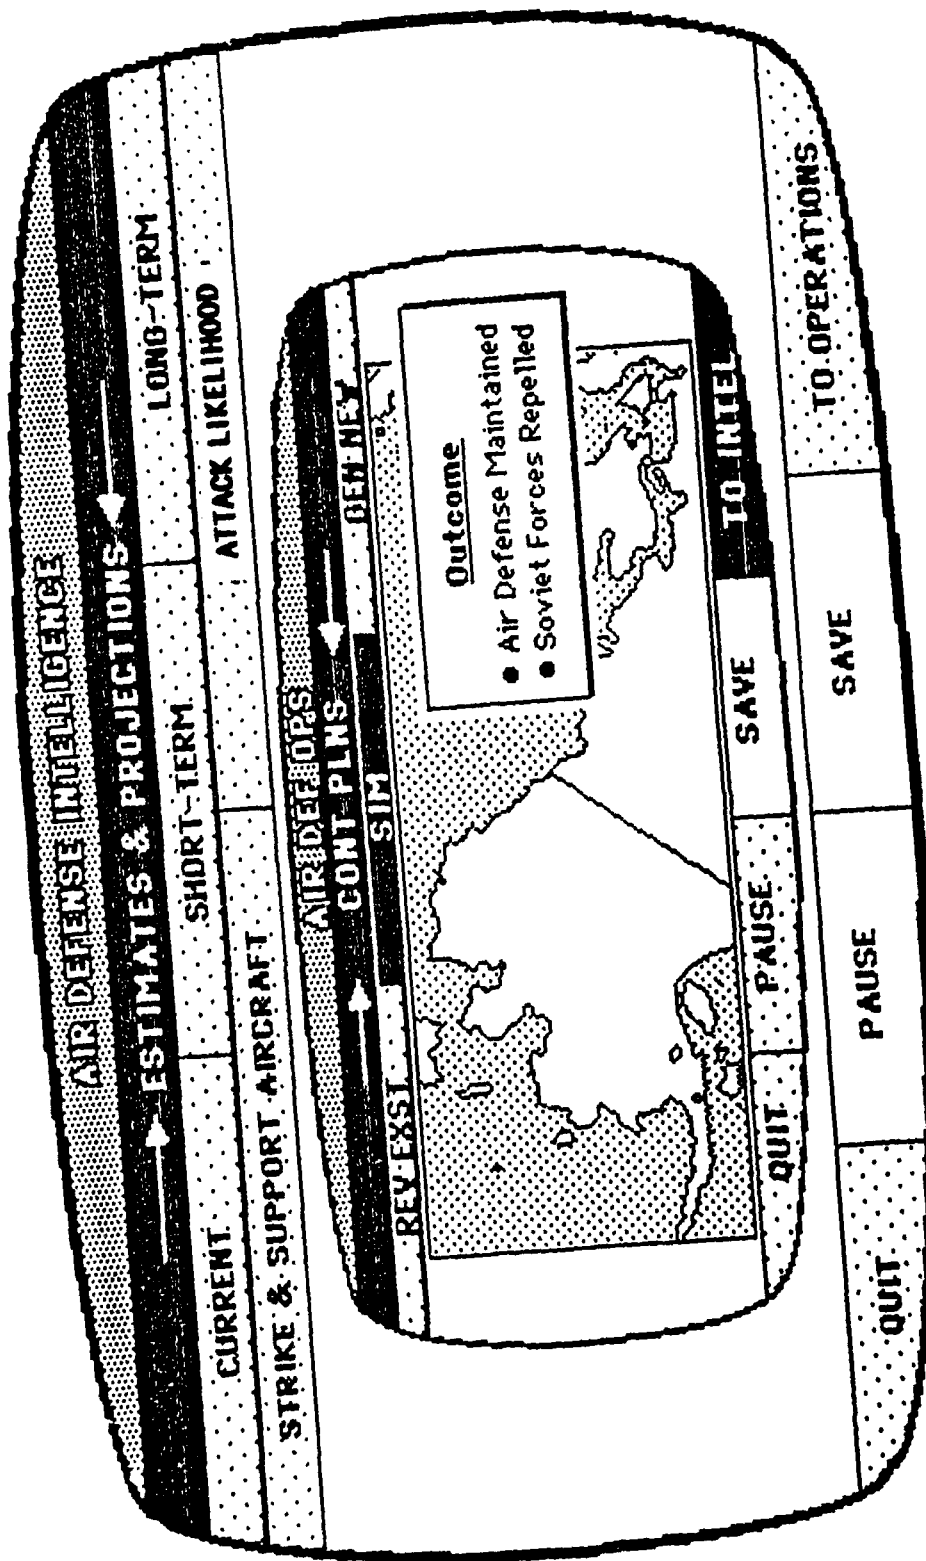 AIR DEFENSE INTELLIGENCE
ESTIMATES & PROJECTIONS
CURRENT SHORT-TERM LONG-TERM
STRIKE & SUPPORT AIRCRAFT ATTACK LIKELIHOOD
AIR DEF OPS
CONT PLNS
REV EXST SIM GEN NEW
Outcome
• Air Defense Maintained
• Soviet Forces Repelled
QUIT PAUSE SAVE TO INTEL
QUIT PAUSE SAVE TO OPERATIONS